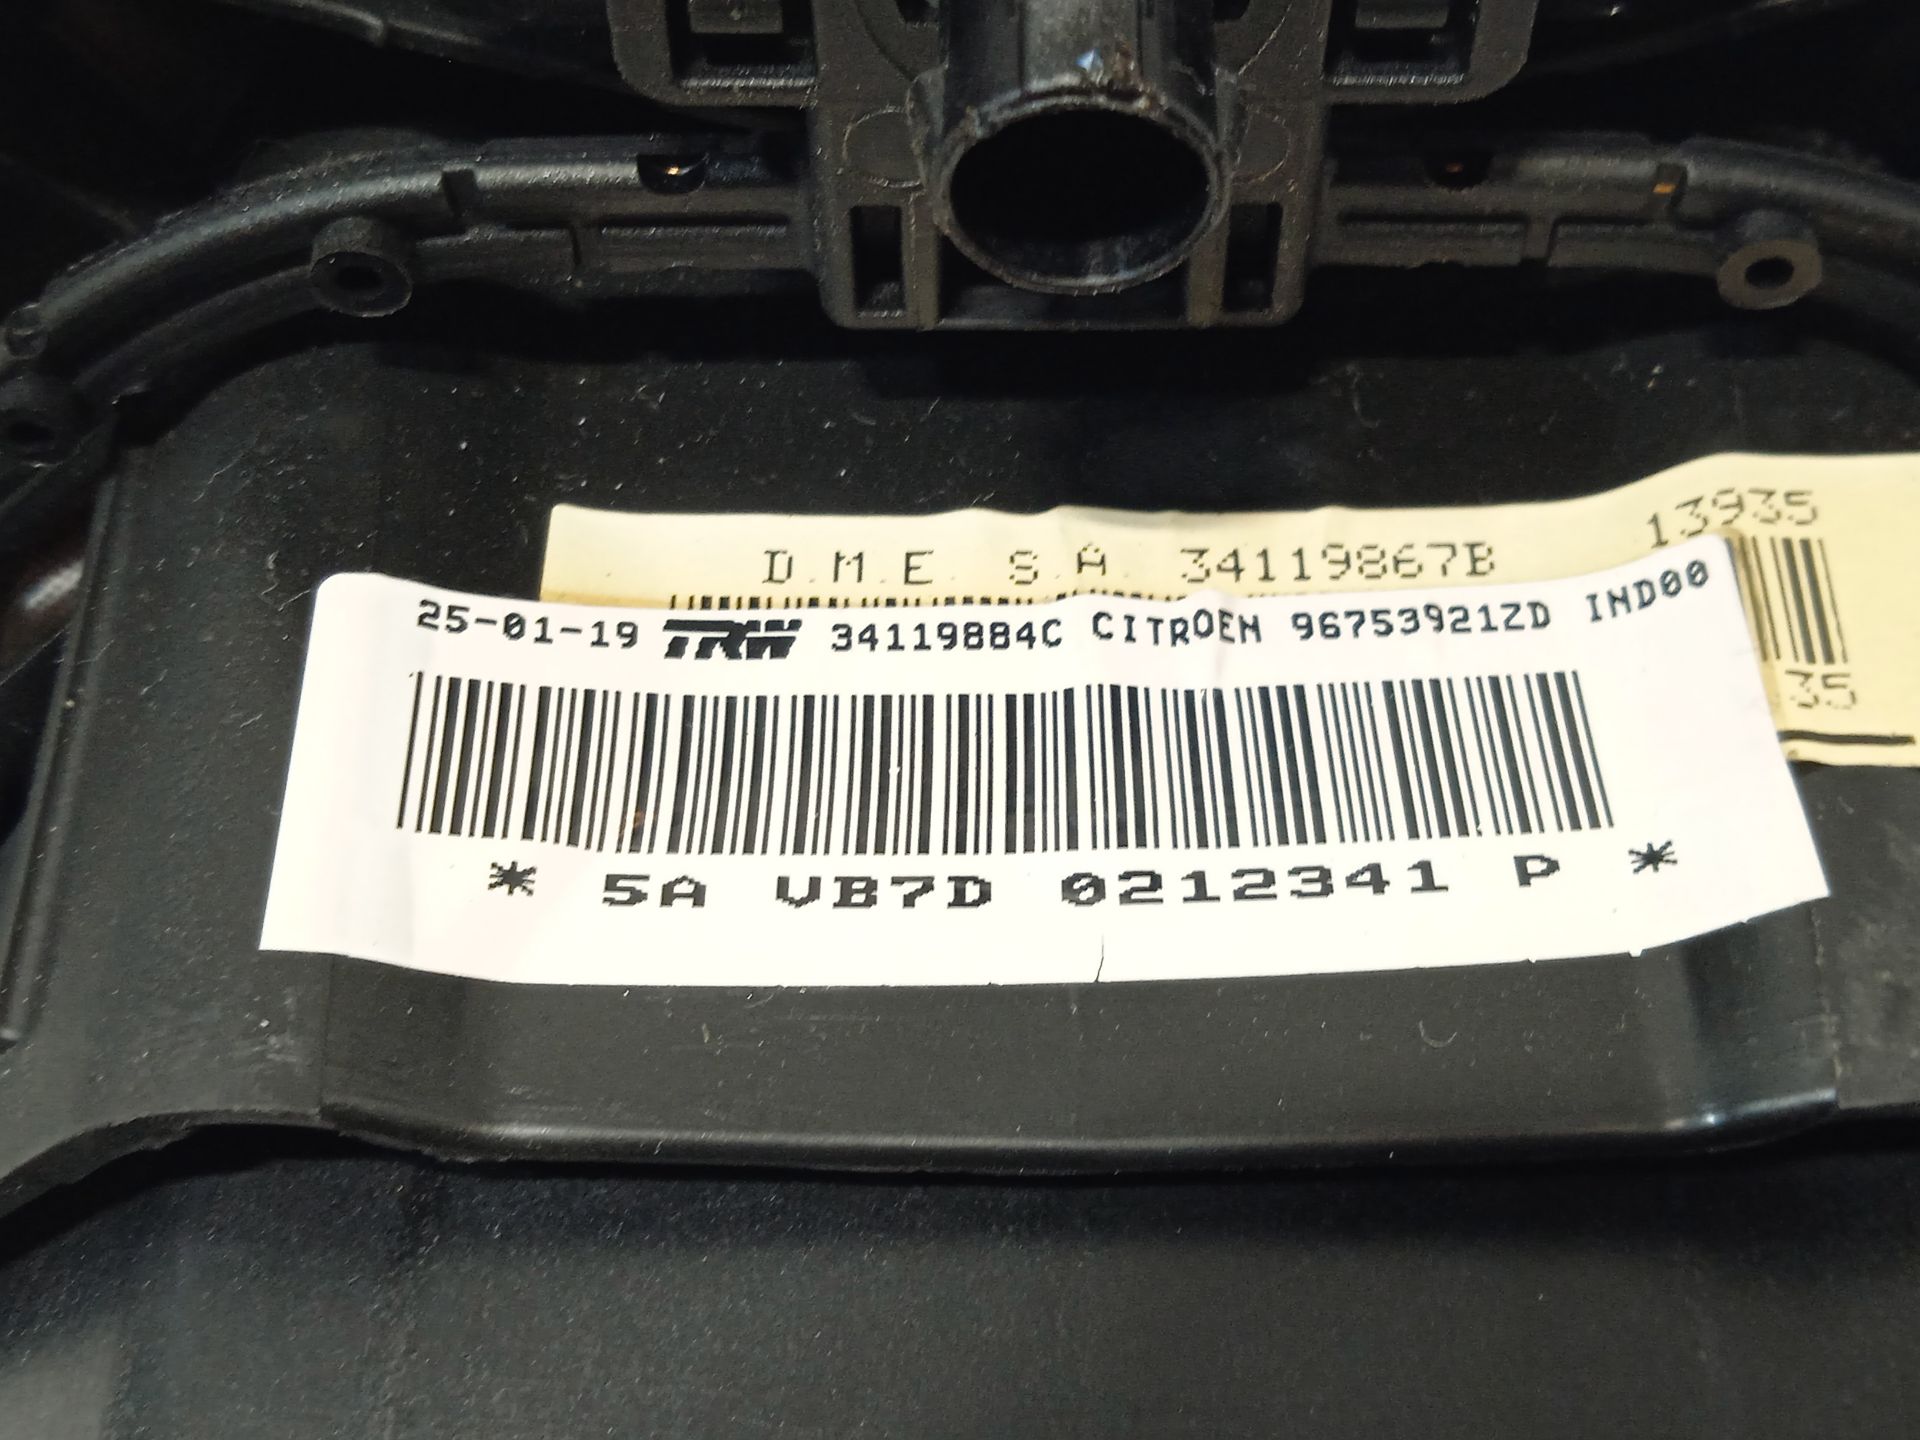 13935
D.M.E. S.A. 34119867B
25-01-19 TRW 34119884C CITROEN 96753921ZD IND00
35
* 5A VB7D 0212341 P *